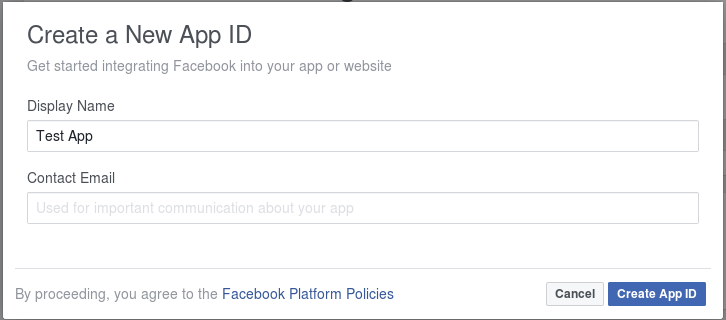 Create a New App ID
Get started integrating Facebook into your app or website
Display Name
Test App
Contact Email
Used for important communication about your app
By proceeding, you agree to the Facebook Platform Policies
Cancel
Create App ID